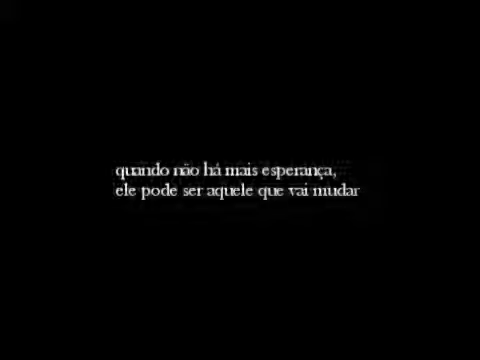 quando não há mais esperança,
ele pode ser aquele que vai mudar